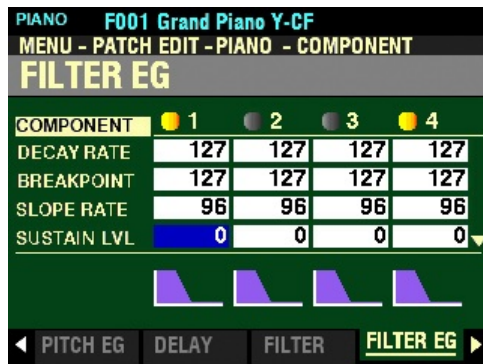 PIANO F001 Grand Piano Y-CF
MENU - PATCH EDIT - PIANO - COMPONENT
FILTER EG
COMPONENT 1 2 3 4
DECAY RATE 127 127 127 127
BREAKPOINT 127 127 127 127
SLOPE RATE 96 96 96 96
SUSTAIN LVL 0 0 0 0
PITCH EG DELAY FILTER FILTER EG